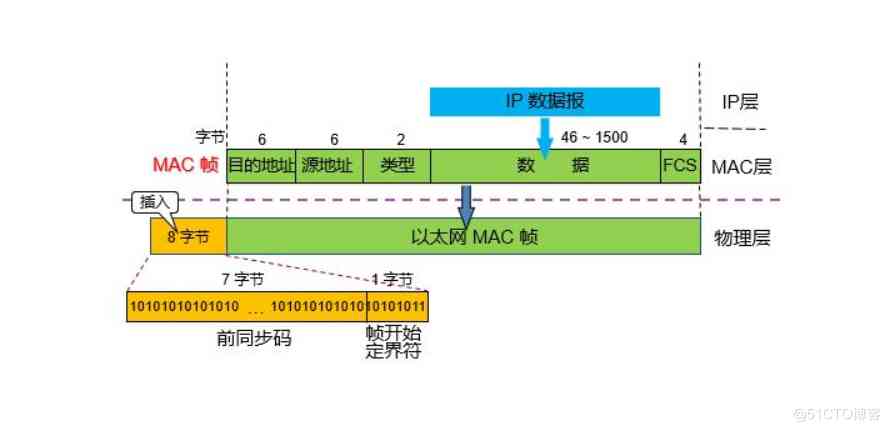 IP 数据报
IP层
字节 6 6 2 46 ~ 1500 4
MAC 帧 目的地址 源地址 类型 数 据 FCS MAC层
插入
8 字节 以太网 MAC 帧 物理层
7 字节 1 字节
10101010101010 ... 1010101010101 10101011
前同步码
帧开始
定界符
@51CTO博客